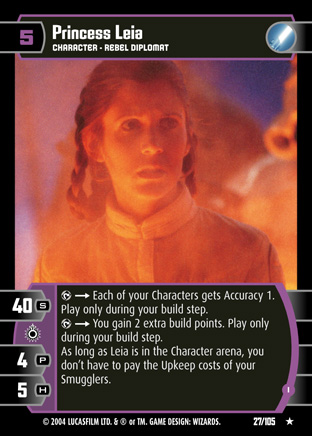 5
Princess Leia
CHARACTER • REBEL DIPLOMAT
40 S
4 P
5 H
→ Each of your Characters gets Accuracy 1.
Play only during your build step.
→ You gain 2 extra build points. Play only
during your build step.
As long as Leia is in the Character arena, you
don't have to pay the Upkeep costs of your
Smugglers.
I
© 2004 LUCASFILM LTD. & ® or TM. GAME DESIGN: WIZARDS.
27/105 ★